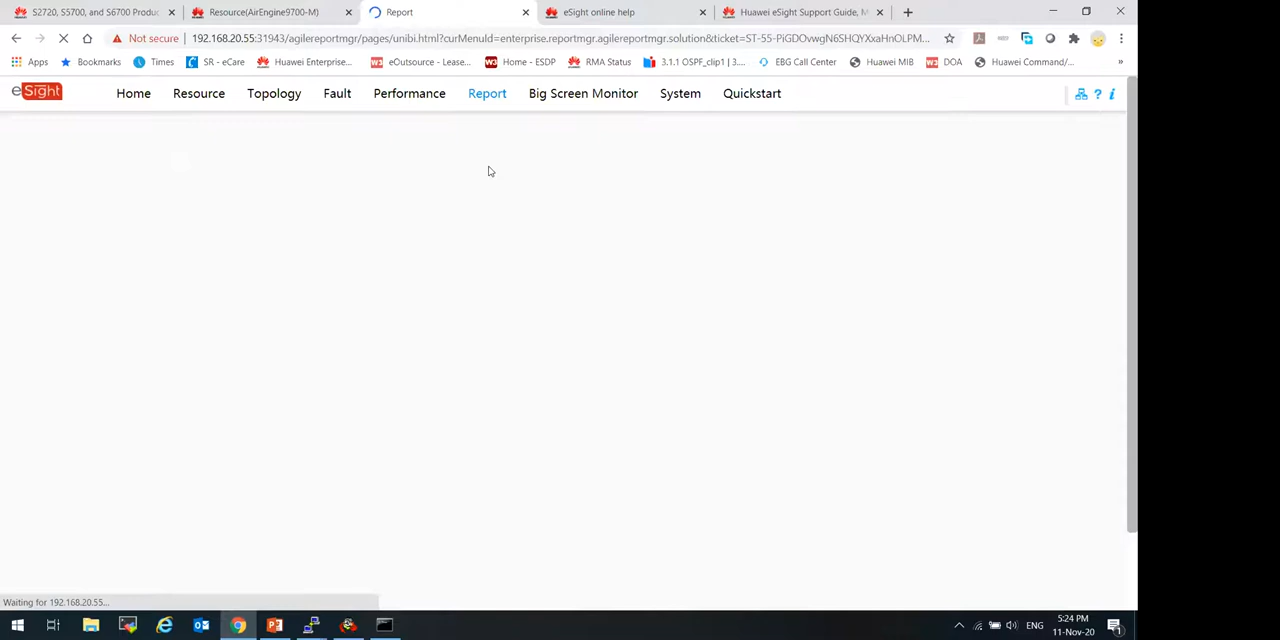 S2720, S5700, and S6700 Produc
Resource(AirEngine9700-M)
Report
eSight online help
Huawei eSight Support Guide, M
Not secure
192.168.20.55:31943/agilereportmgr/pages/unibi.html?curMenuId=enterprise.reportmgr.agilereportmgr.solution&ticket=ST-55-PiGDOvwgN6SHQYXxaHnOLPM...
Apps
Bookmarks
Times
SR - eCare
Huawei Enterprise...
eOutsource - Lease...
Home - ESDP
RMA Status
3.1.1 OSPF_clip1 | 3....
EBG Call Center
Huawei MIB
DOA
Huawei Command/...
»
eSight
Home
Resource
Topology
Fault
Performance
Report
Big Screen Monitor
System
Quickstart
Waiting for 192.168.20.55...
ENG
5:24 PM
11-Nov-20
1